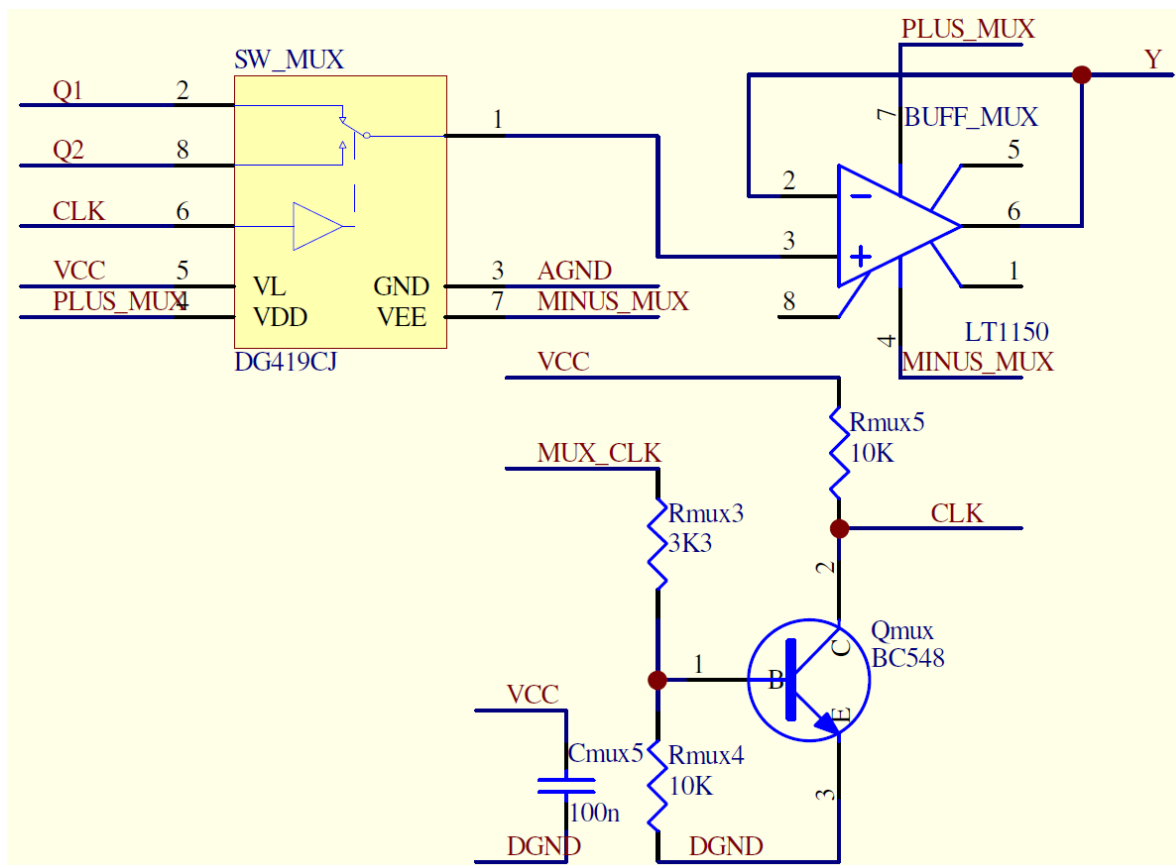 PLUS_MUX
SW_MUX
Y
Q1
2
1
7
BUFF_MUX
Q2
8
5
2
CLK
6
6
3
VCC
5
VL
GND
3
AGND
1
PLUS_MUX
4
VDD
VEE
7
MINUS_MUX
8
DG419CJ
LT1150
4
VCC
MINUS_MUX
Rmux5
10K
MUX_CLK
Rmux3
3K3
CLK
2
Qmux
BC548
C
1
B
E
VCC
Cmux5
100n
Rmux4
10K
3
DGND
DGND